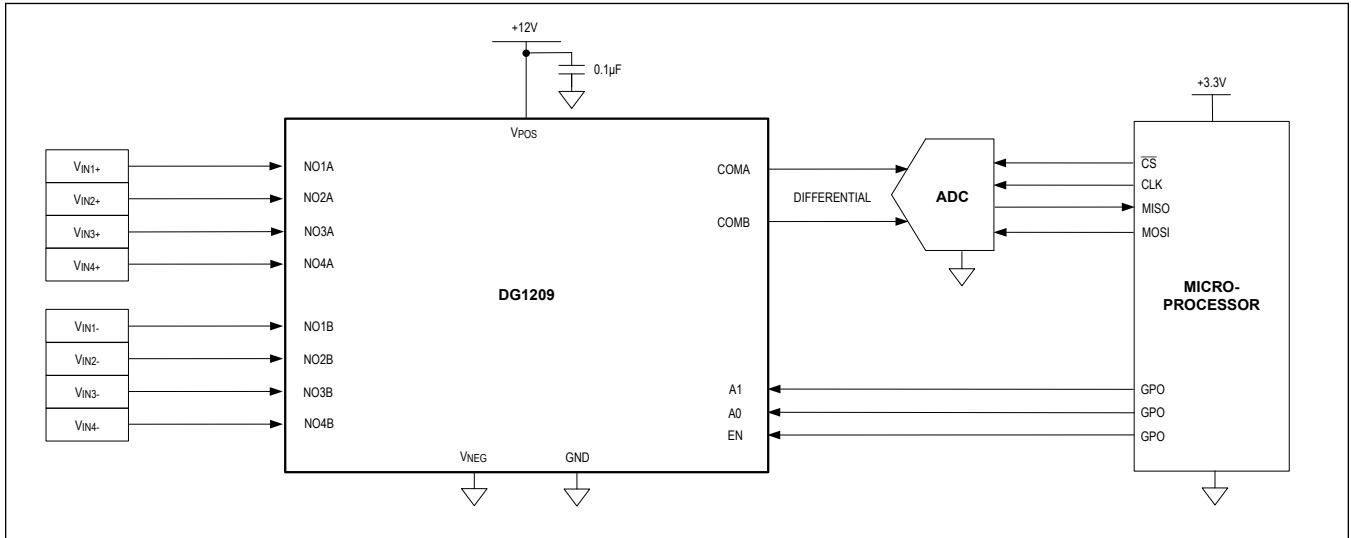 +12V
0.1µF
+3.3V
VPOS
VIN1+
VIN2+
VIN3+
VIN4+
VIN1-
VIN2-
VIN3-
VIN4-
NO1A
NO2A
NO3A
NO4A
NO1B
NO2B
NO3B
NO4B
DG1209
VNEG
GND
COMA
COMB
A1
A0
EN
DIFFERENTIAL
ADC
CS
CLK
MISO
MOSI
MICRO-
PROCESSOR
GPO
GPO
GPO